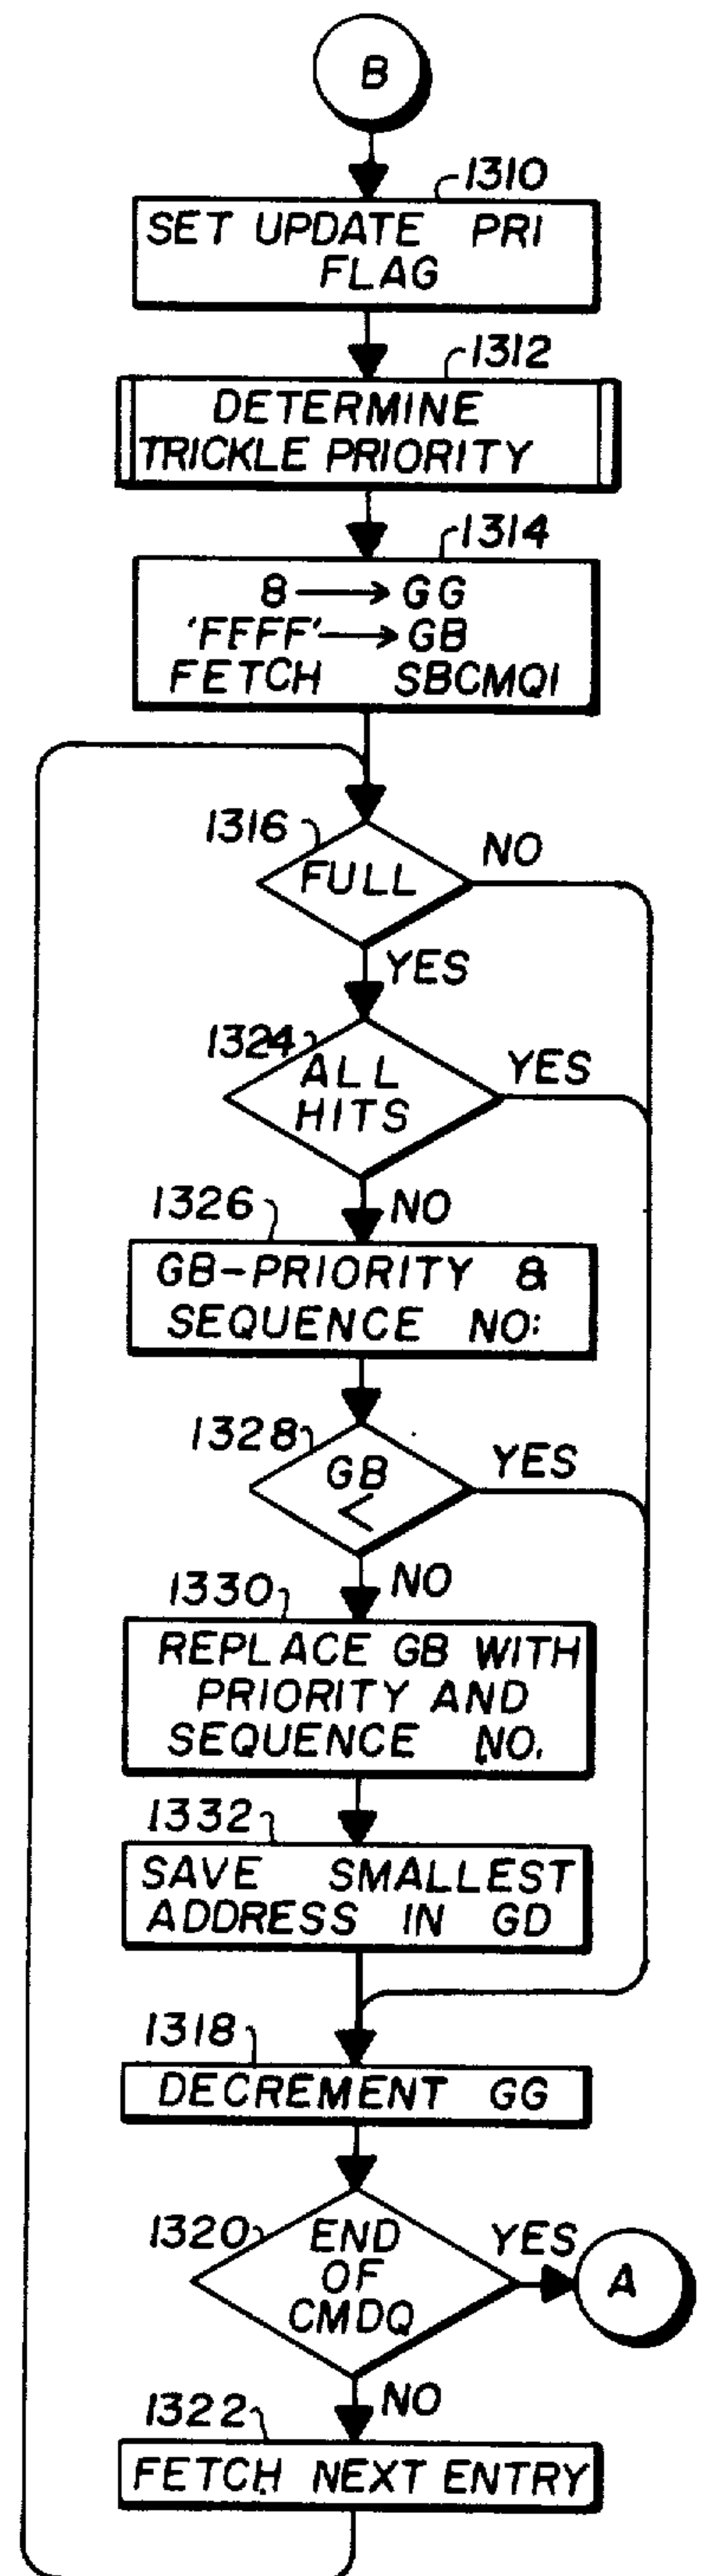 B
1310
SET UPDATE PRI
FLAG
1312
DETERMINE
TRICKLE PRIORITY
1314
8→GG
'FFFF'→GB
FETCH SBCMQI
1316
FULL
NO
YES
1324
ALL
HITS
YES
NO
1326
GB-PRIORITY &
SEQUENCE NO:
1328
GB
<
YES
NO
1330
REPLACE GB WITH
PRIORITY AND
SEQUENCE NO.
1332
SAVE SMALLEST
ADDRESS IN GD
1318
DECREMENT GG
1320
END
OF
CMDQ
YES
A
NO
1322
FETCH NEXT ENTRY